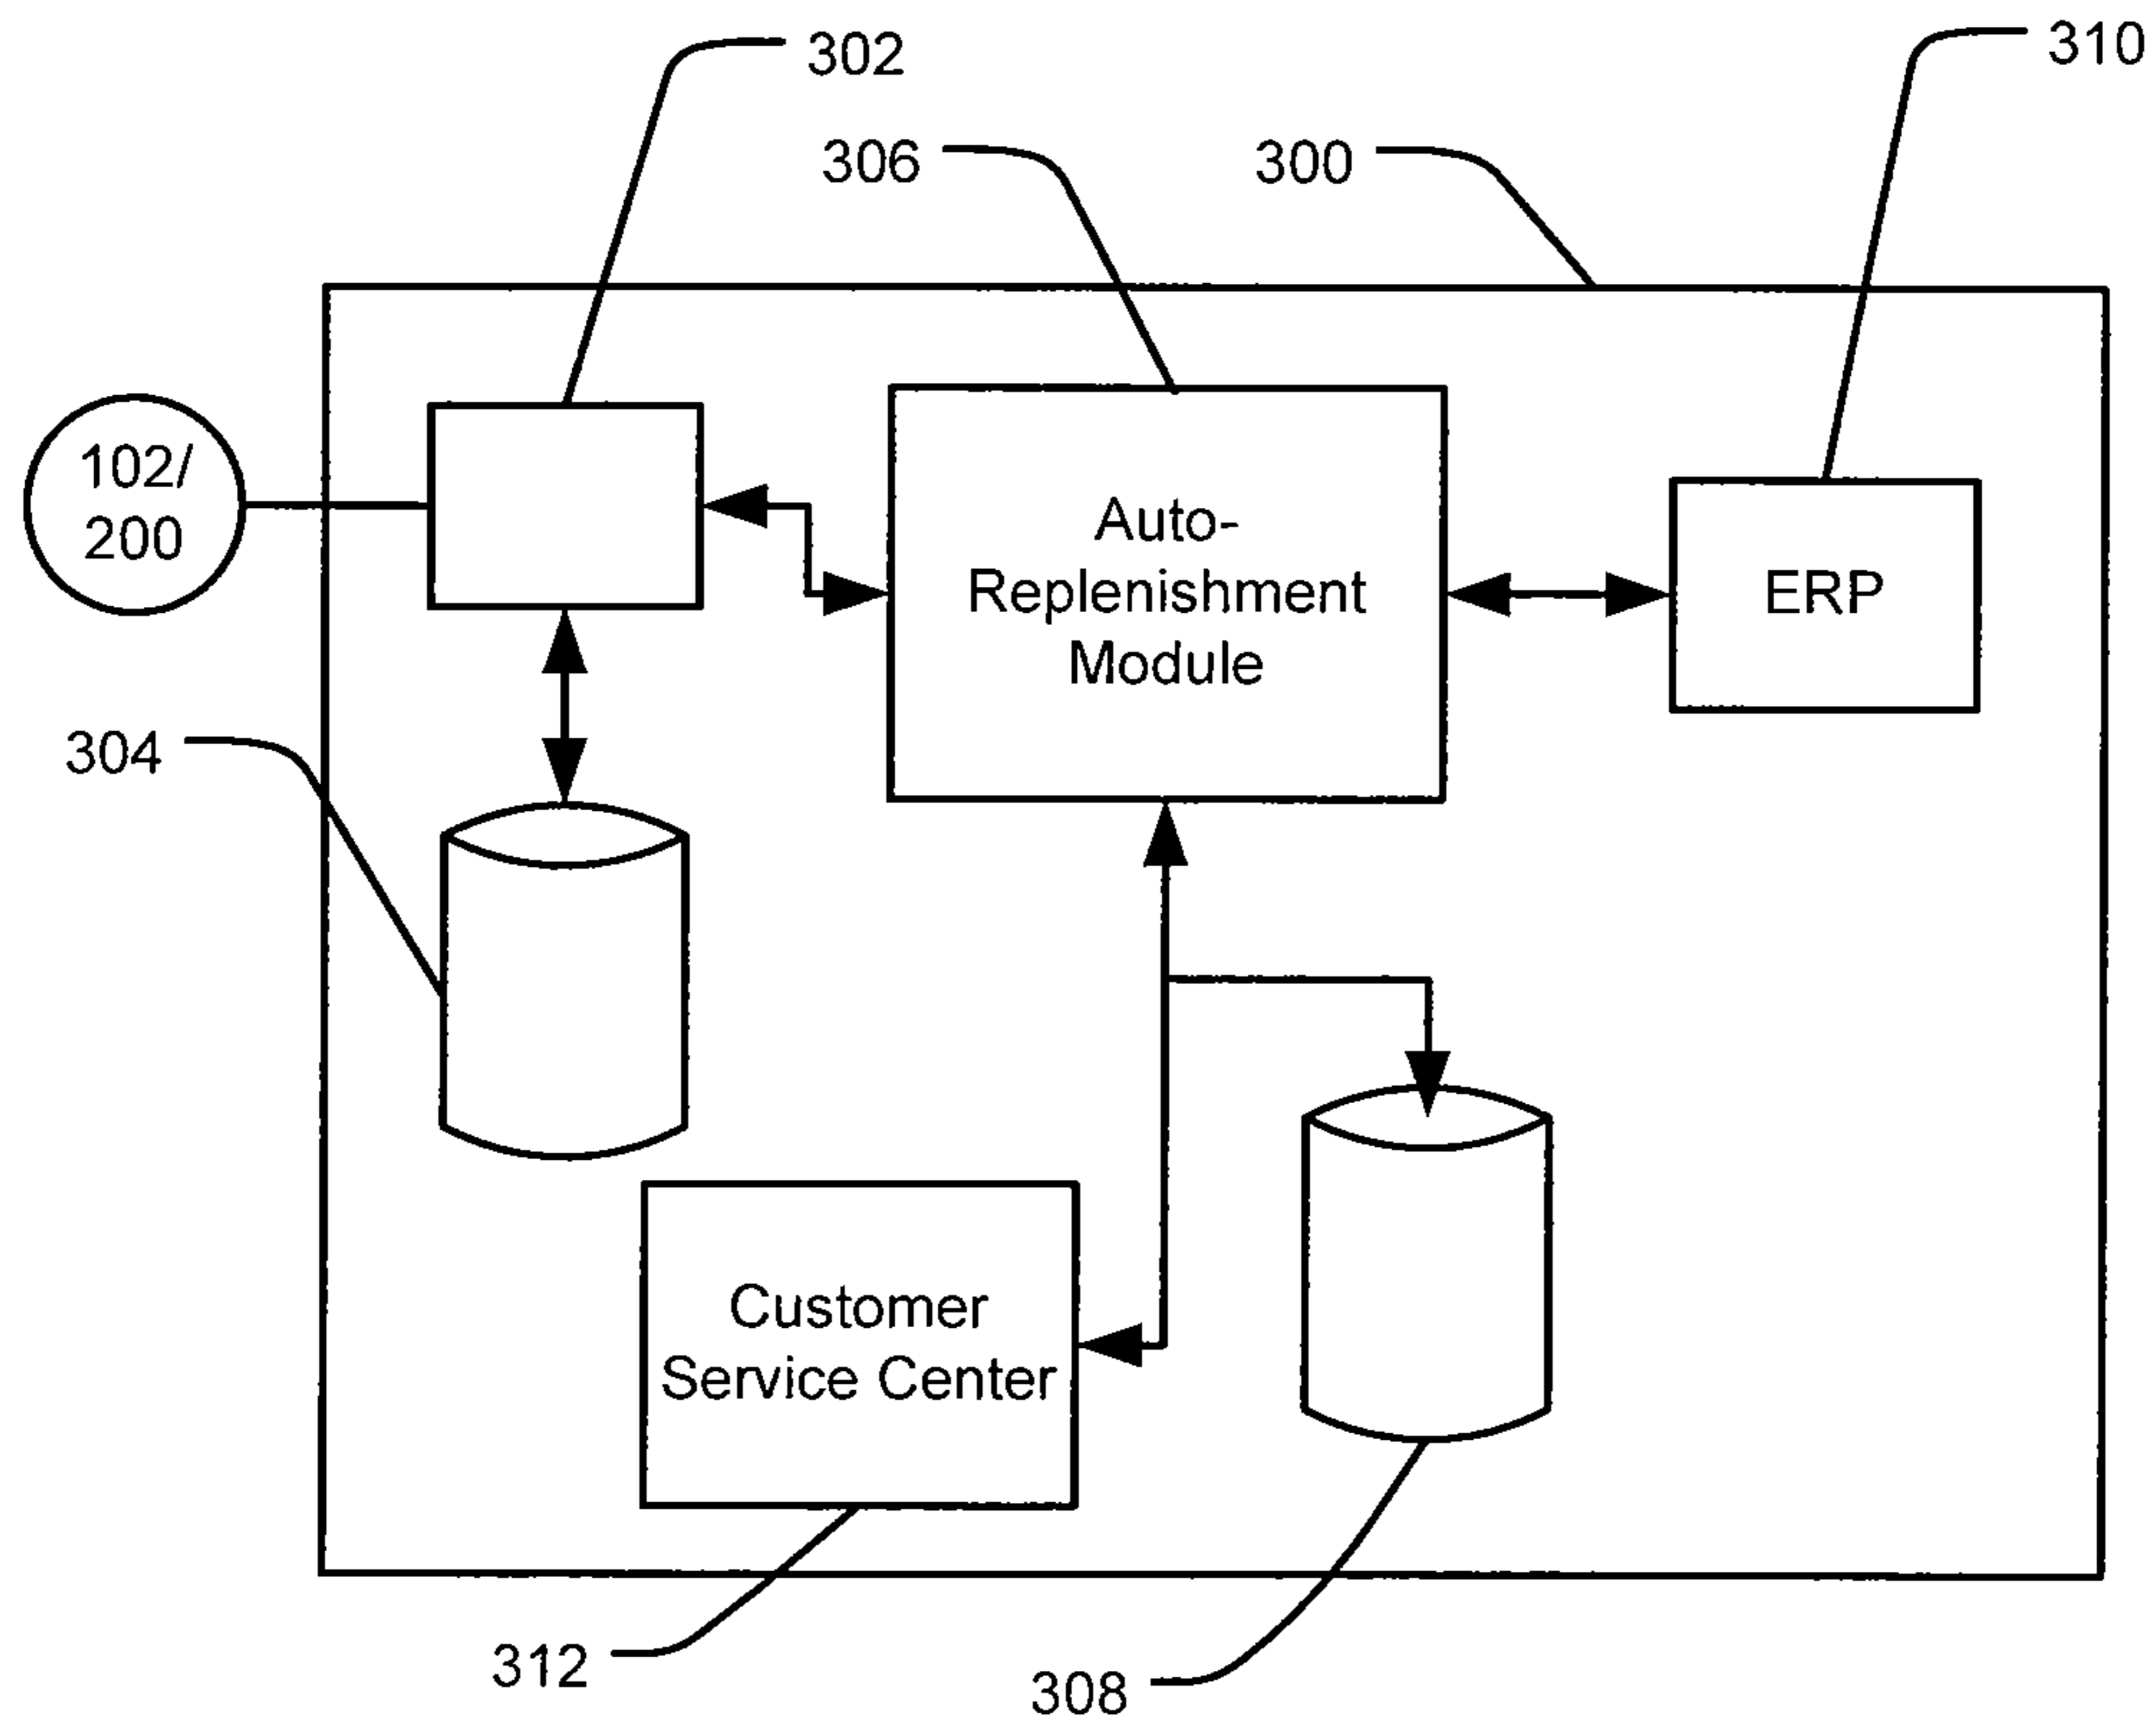 302
310
306
300
102/
200
Auto-
Replenishment
Module
ERP
304
Customer
Service Center
312
308